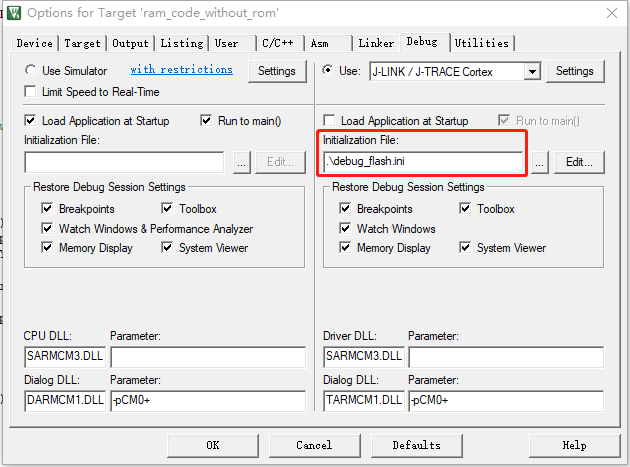 Options for Target 'ram_code_without_rom'
Device Target Output Listing User C/C++ Asm Linker Debug Utilities
Use Simulator with restrictions Settings
Use: J-LINK / J-TRACE Cortex Settings
Limit Speed to Real-Time
Load Application at Startup Run to main()
Load Application at Startup Run to main()
Initialization File:
Initialization File:
... Edit...
.\debug_flash.ini ... Edit...
Restore Debug Session Settings
Breakpoints Toolbox
Watch Windows & Performance Analyzer
Memory Display System Viewer
Restore Debug Session Settings
Breakpoints Toolbox
Watch Windows
Memory Display System Viewer
CPU DLL: Parameter:
SARMCM3.DLL
Dialog DLL: Parameter:
DARMCM1.DLL -pCM0+
Driver DLL: Parameter:
SARMCM3.DLL
Dialog DLL: Parameter:
TARMCM1.DLL -pCM0+
OK Cancel Defaults Help